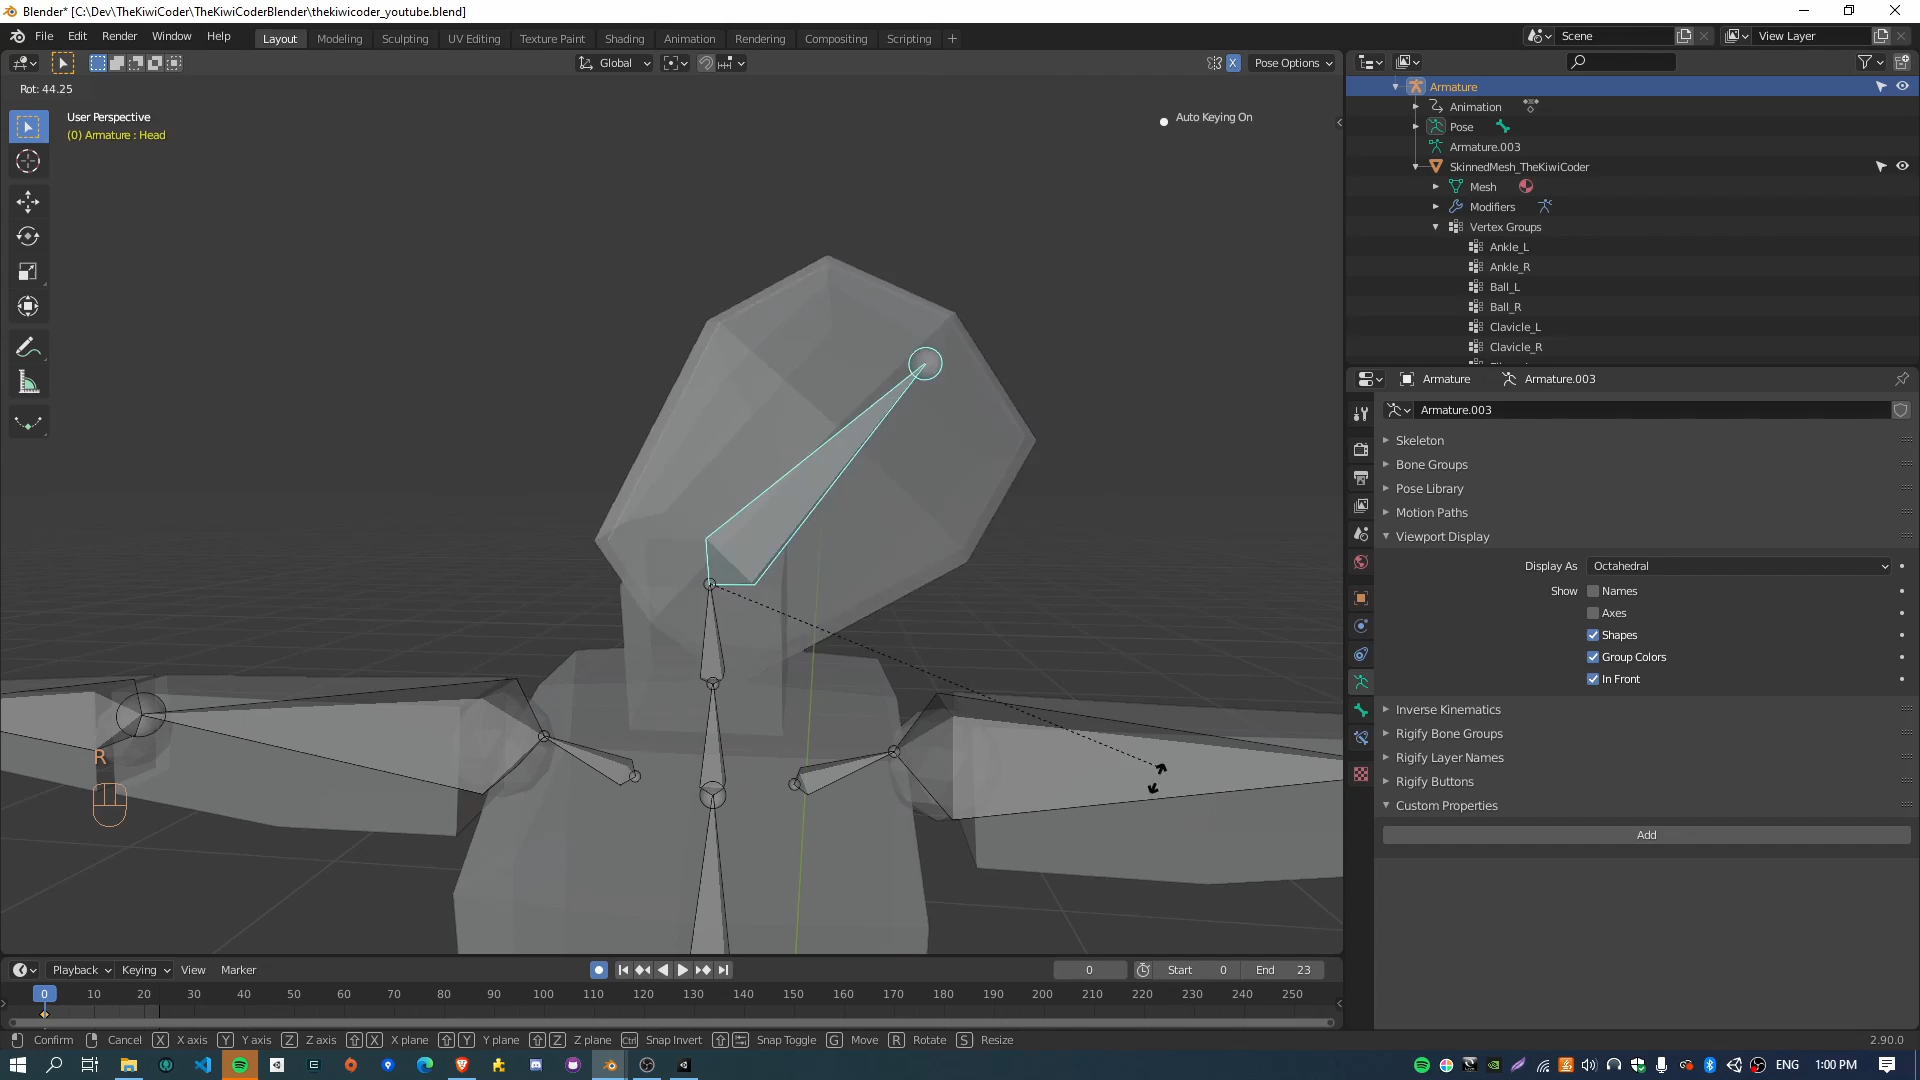 Blender* [C:\Dev\TheKiwiCoder\TheKiwiCoderBlender\thekiwicoder_youtube.blend]
File Edit Render Window Help Layout Modeling Sculpting UV Editing Texture Paint Shading Animation Rendering Compositing Scripting Scene View Layer
Global X Pose Options
Rot: 44.25
User Perspective
(0) Armature : Head
Auto Keying On
Armature
Animation
Pose
Armature.003
SkinnedMesh_TheKiwiCoder
Mesh
Modifiers
Vertex Groups
Ankle_L
Ankle_R
Ball_L
Ball_R
Clavicle_L
Clavicle_R
Armature Armature.003
Armature.003
Skeleton
Bone Groups
Pose Library
Motion Paths
Viewport Display
Display As Octahedral
Show Names
Axes
Shapes
Group Colors
In Front
Inverse Kinematics
Rigify Bone Groups
Rigify Layer Names
Rigify Buttons
Custom Properties
Add
R
Playback Keying View Marker 0 Start 0 End 23
0 10 20 30 40 50 60 70 80 90 100 110 120 130 140 150 160 170 180 190 200 210 220 230 240 250
Confirm Cancel X X axis Y Y axis Z Z axis X X plane Y Y plane Z Z plane Ctrl Snap Invert Snap Toggle G Move R Rotate S Resize 2.90.0
ENG 1:00 PM